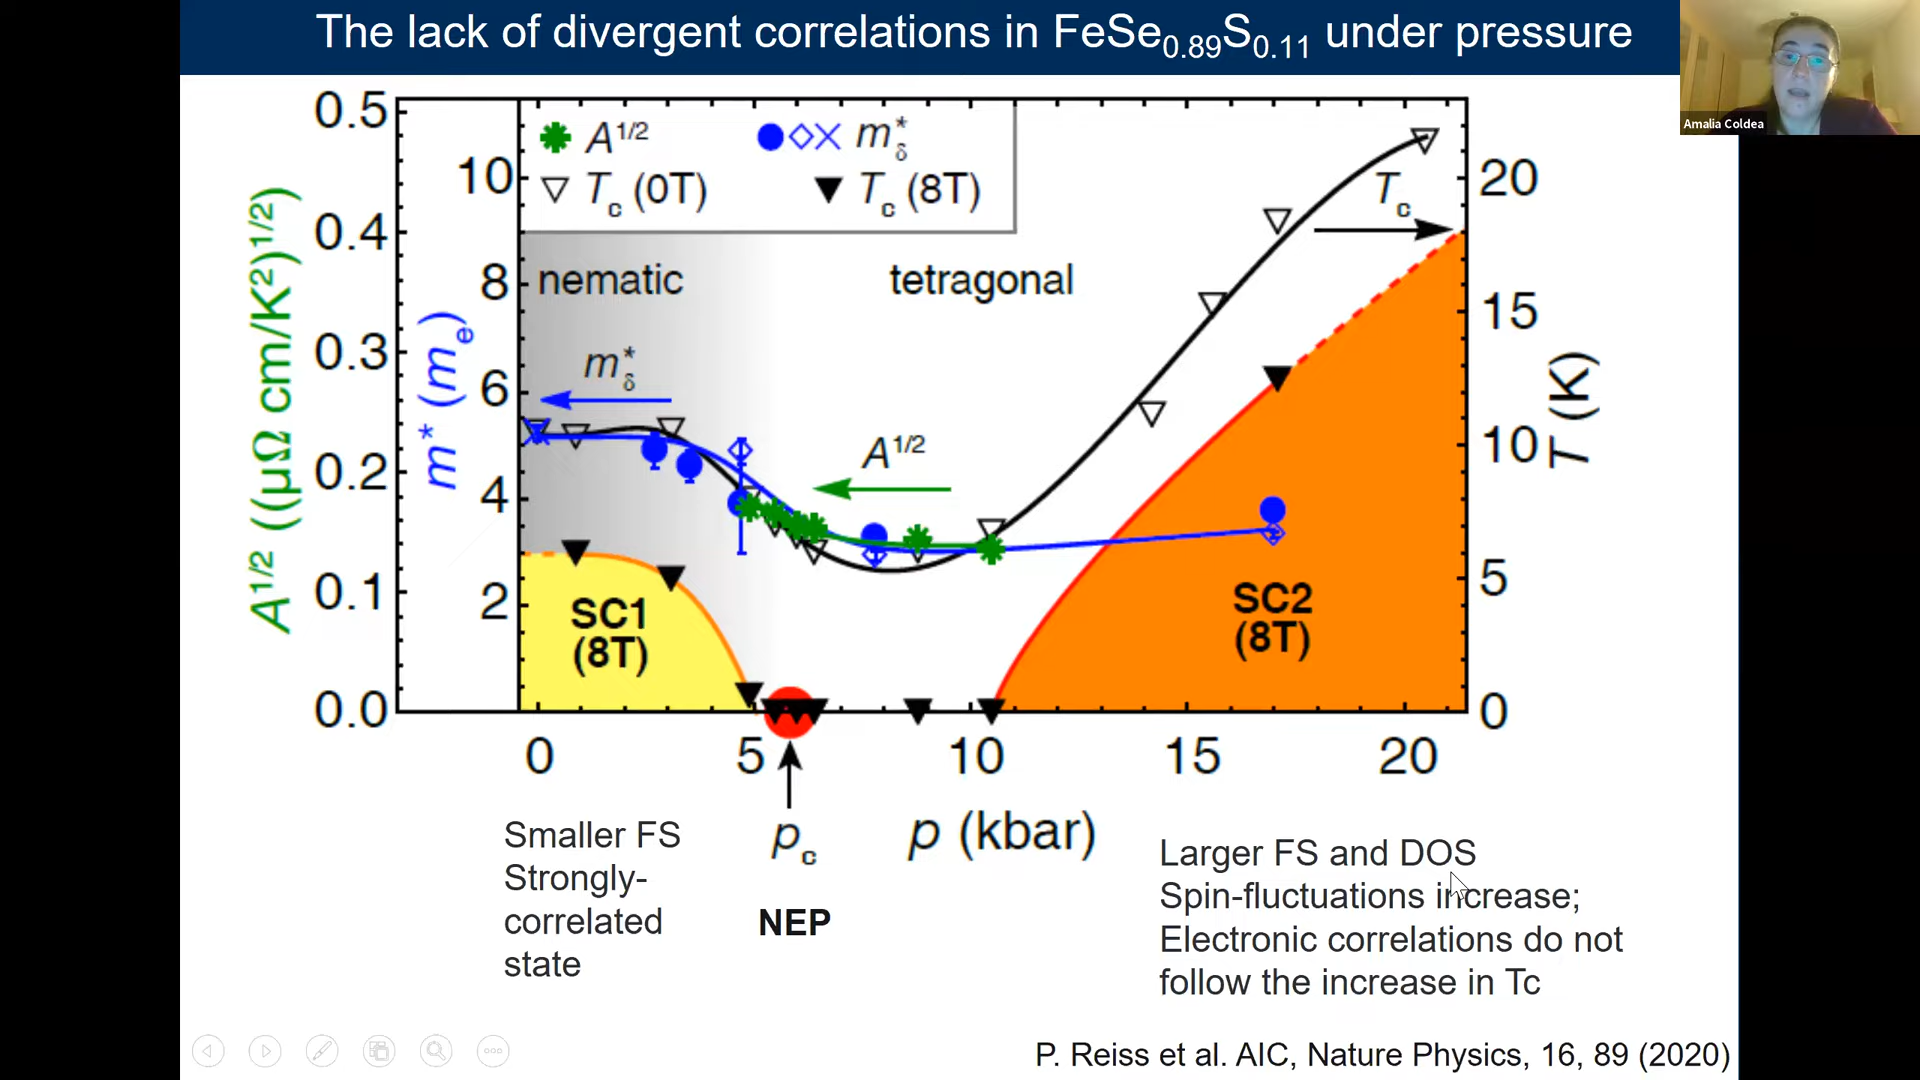 The lack of divergent correlations in FeSe0.89S0.11 under pressure
Amalia Coldea
A1/2
m*δ
Tc (0T)
Tc (8T)
nematic
tetragonal
Tc
m*δ
A1/2
SC1
(8T)
SC2
(8T)
A1/2 ((μΩ cm/K2)1/2)
0.5
0.4
0.3
0.2
0.1
0.0
m* (me)
10
8
6
4
2
20
15
10
5
0
T (K)
0 5 10 15 20
pc
p (kbar)
NEP
Smaller FS
Strongly-
correlated
state
Larger FS and DOS
Spin-fluctuations increase;
Electronic correlations do not
follow the increase in Tc
P. Reiss et al. AIC, Nature Physics, 16, 89 (2020)